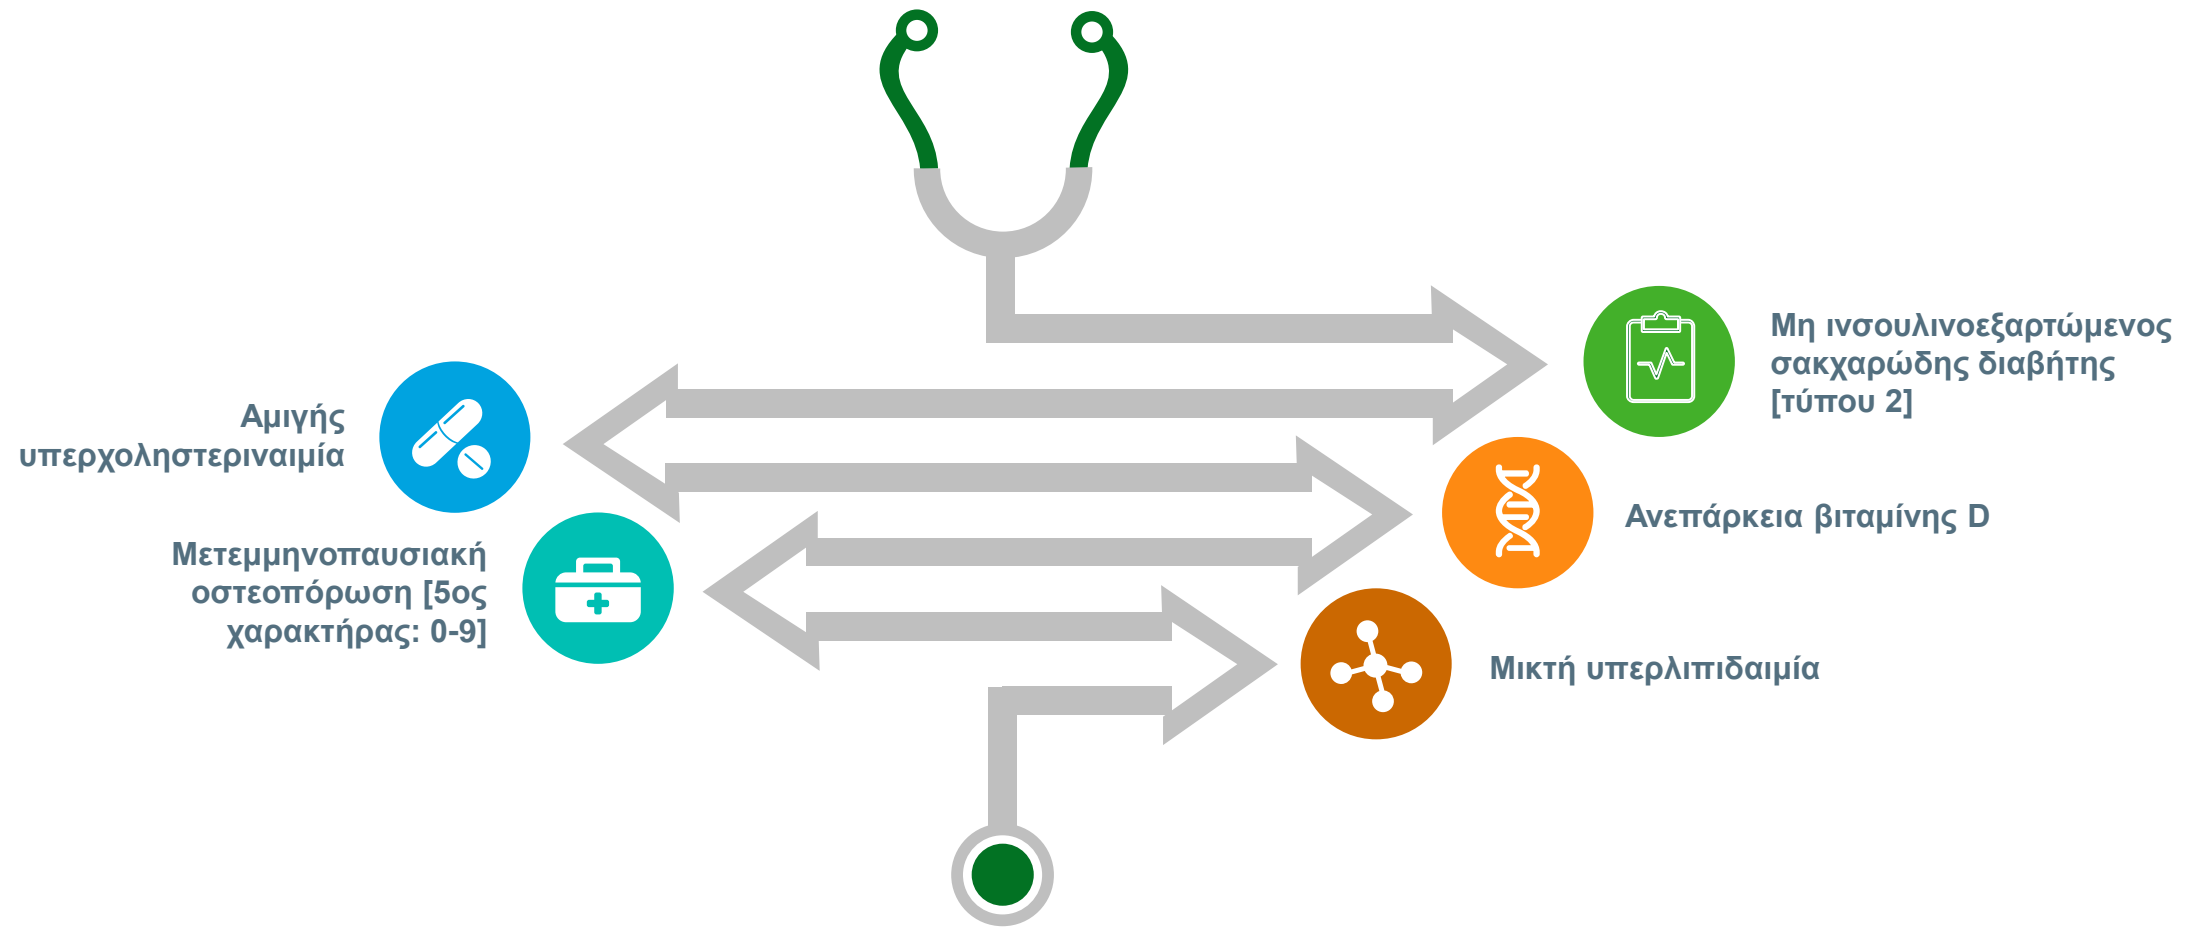 Μη ινσουλινοεξαρτώμενος
σακχαρώδης διαβήτης
[τύπου 2]
Αμιγής
υπερχοληστεριναιμία
Ανεπάρκεια βιταμίνης D
Μετεμμηνοπαυσιακή
οστεοπόρωση [5ος
χαρακτήρας: 0-9]
Μικτή υπερλιπιδαιμία